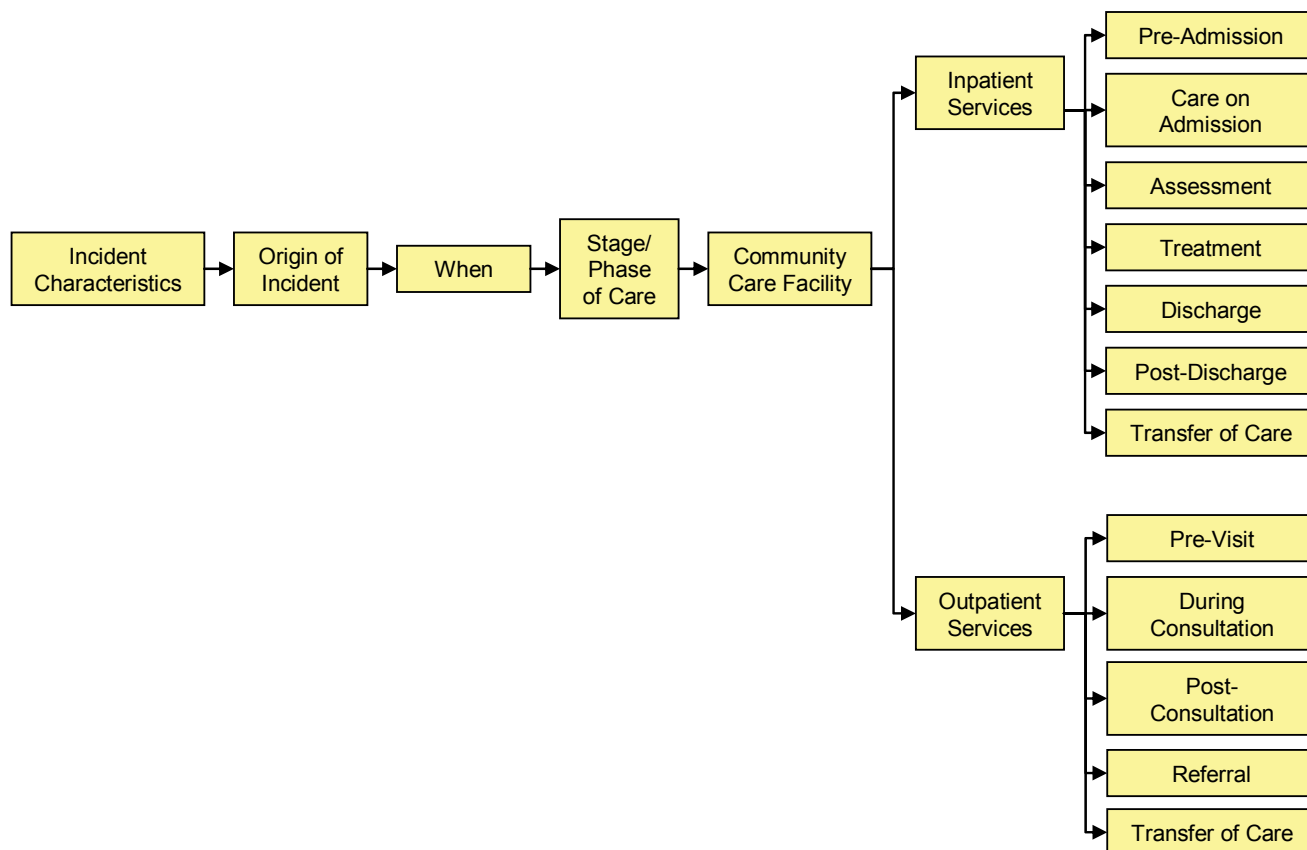 Incident
Characteristics
Origin of
Incident
When
Stage/
Phase
of Care
Community
Care Facility
Inpatient
Services
Pre-Admission
Care on
Admission
Assessment
Treatment
Discharge
Post-Discharge
Transfer of Care
Outpatient
Services
Pre-Visit
During
Consultation
Post-
Consultation
Referral
Transfer of Care